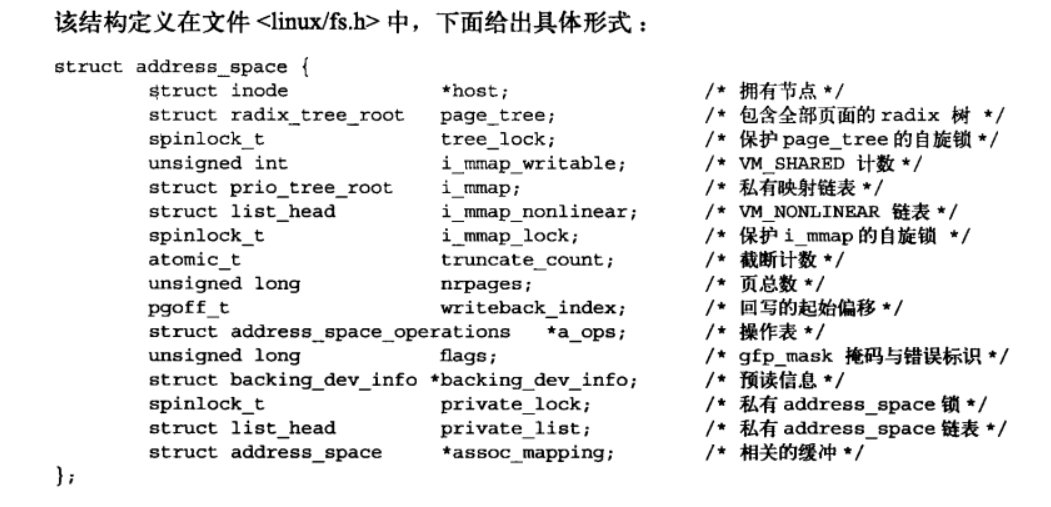 该结构定义在文件 <linux/fs.h> 中，下面给出具体形式：
struct address_space {
struct inode *host; /* 拥有节点 */
struct radix_tree_root page_tree; /* 包含全部页面的 radix 树 */
spinlock_t tree_lock; /* 保护 page_tree 的自旋锁 */
unsigned int i_mmap_writable; /* VM_SHARED 计数 */
struct prio_tree_root i_mmap; /* 私有映射链表 */
struct list_head i_mmap_nonlinear; /* VM_NONLINEAR 链表 */
spinlock_t i_mmap_lock; /* 保护 i_mmap 的自旋锁 */
atomic_t truncate_count; /* 截断计数 */
unsigned long nrpages; /* 页总数 */
pgoff_t writeback_index; /* 回写的起始偏移 */
struct address_space_operations *a_ops; /* 操作表 */
unsigned long flags; /* gfp_mask 掩码与错误标识 */
struct backing_dev_info *backing_dev_info; /* 预读信息 */
spinlock_t private_lock; /* 私有 address_space 锁 */
struct list_head private_list; /* 私有 address_space 链表 */
struct address_space *assoc_mapping; /* 相关的缓冲 */
};